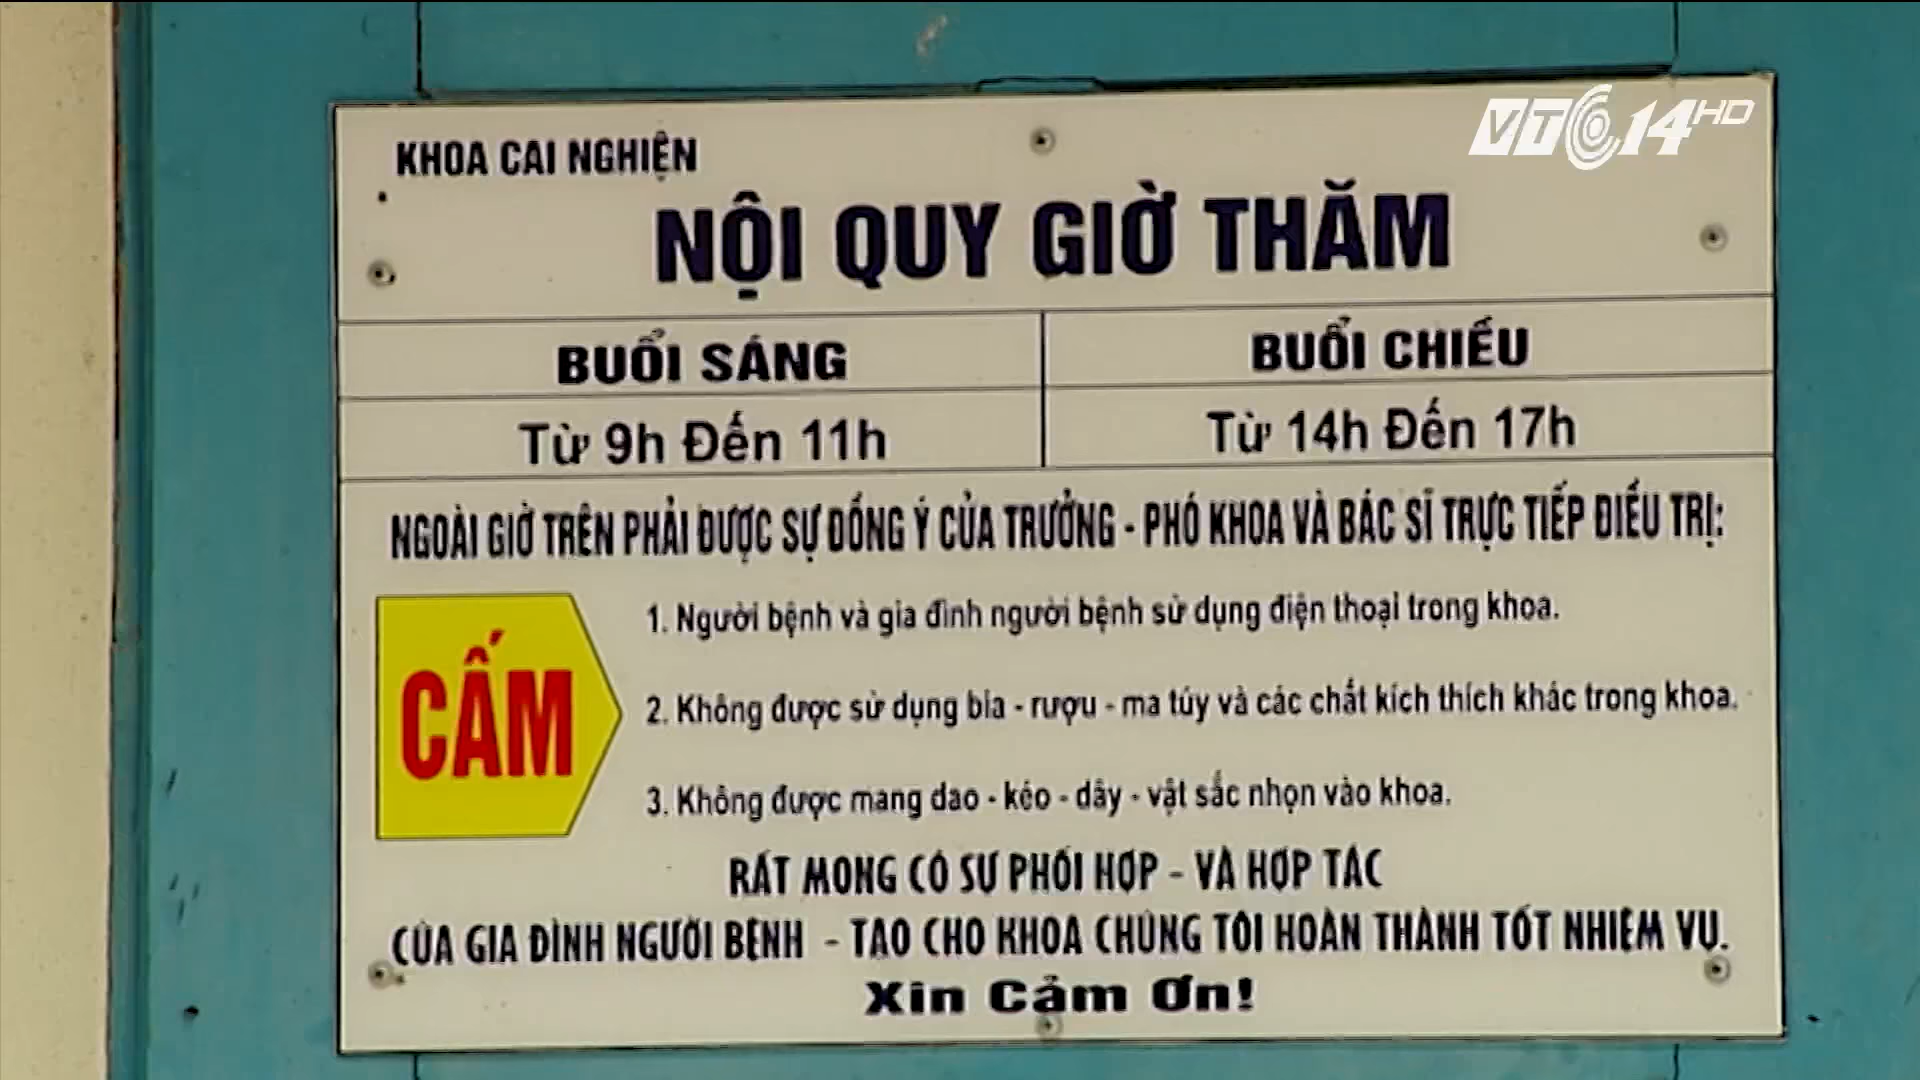 VTC14 HD
KHOA CAI NGHIỆN
NỘI QUY GIỜ THĂM
BUỔI SÁNG
BUỔI CHIỀU
Từ 9h Đến 11h
Từ 14h Đến 17h
NGOÀI GIỜ TRÊN PHẢI ĐƯỢC SỰ ĐỒNG Ý CỦA TRƯỞNG - PHÓ KHOA VÀ BÁC SĨ TRỰC TIẾP ĐIỀU TRỊ:
CẤM
1. Người bệnh và gia đình người bệnh sử dụng điện thoại trong khoa.
2. Không được sử dụng bia - rượu - ma túy và các chất kích thích khác trong khoa.
3. Không được mang dao - kéo - dây - vật sắc nhọn vào khoa.
RẤT MONG CÓ SỰ PHỐI HỢP - VÀ HỢP TÁC
CỦA GIA ĐÌNH NGƯỜI BỆNH - TẠO CHO KHOA CHÚNG TÔI HOÀN THÀNH TỐT NHIỆM VỤ.
Xin Cảm Ơn!